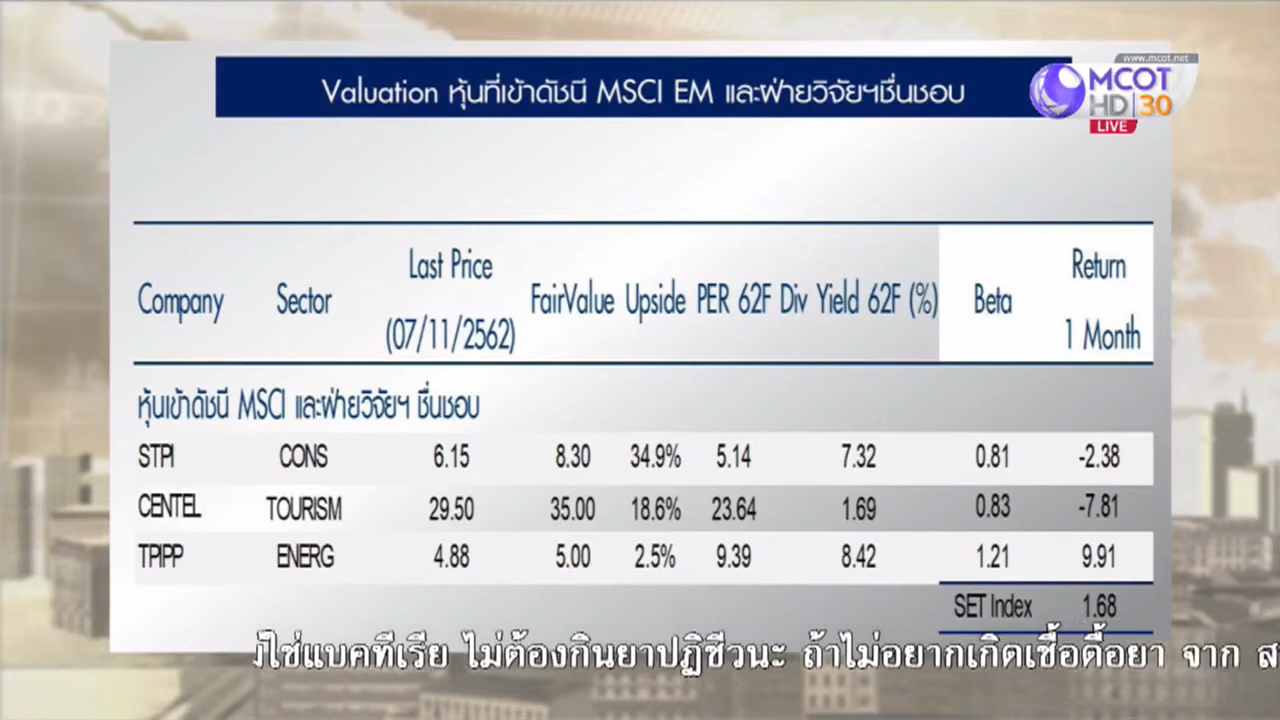 www.mcot.net
MCOT
HD 30
LIVE
Valuation หุ้นที่เข้าดัชนี MSCI EM และฝ่ายวิจัยฯชื่นชอบ
Company Sector Last Price (07/11/2562) FairValue Upside PER 62F Div Yield 62F (%) Beta Return 1 Month
หุ้นเข้าดัชนี MSCI และฝ่ายวิจัยฯ ชื่นชอบ
STPI CONS 6.15 8.30 34.9% 5.14 7.32 0.81 -2.38
CENTEL TOURISM 29.50 35.00 18.6% 23.64 1.69 0.83 -7.81
TPIPP ENERG 4.88 5.00 2.5% 9.39 8.42 1.21 9.91
SET Index 1.68
ใช่แบคทีเรีย ไม่ต้องกินยาปฏิชีวนะ ถ้าไม่อยากเกิดเชื้อดื้อยา จาก